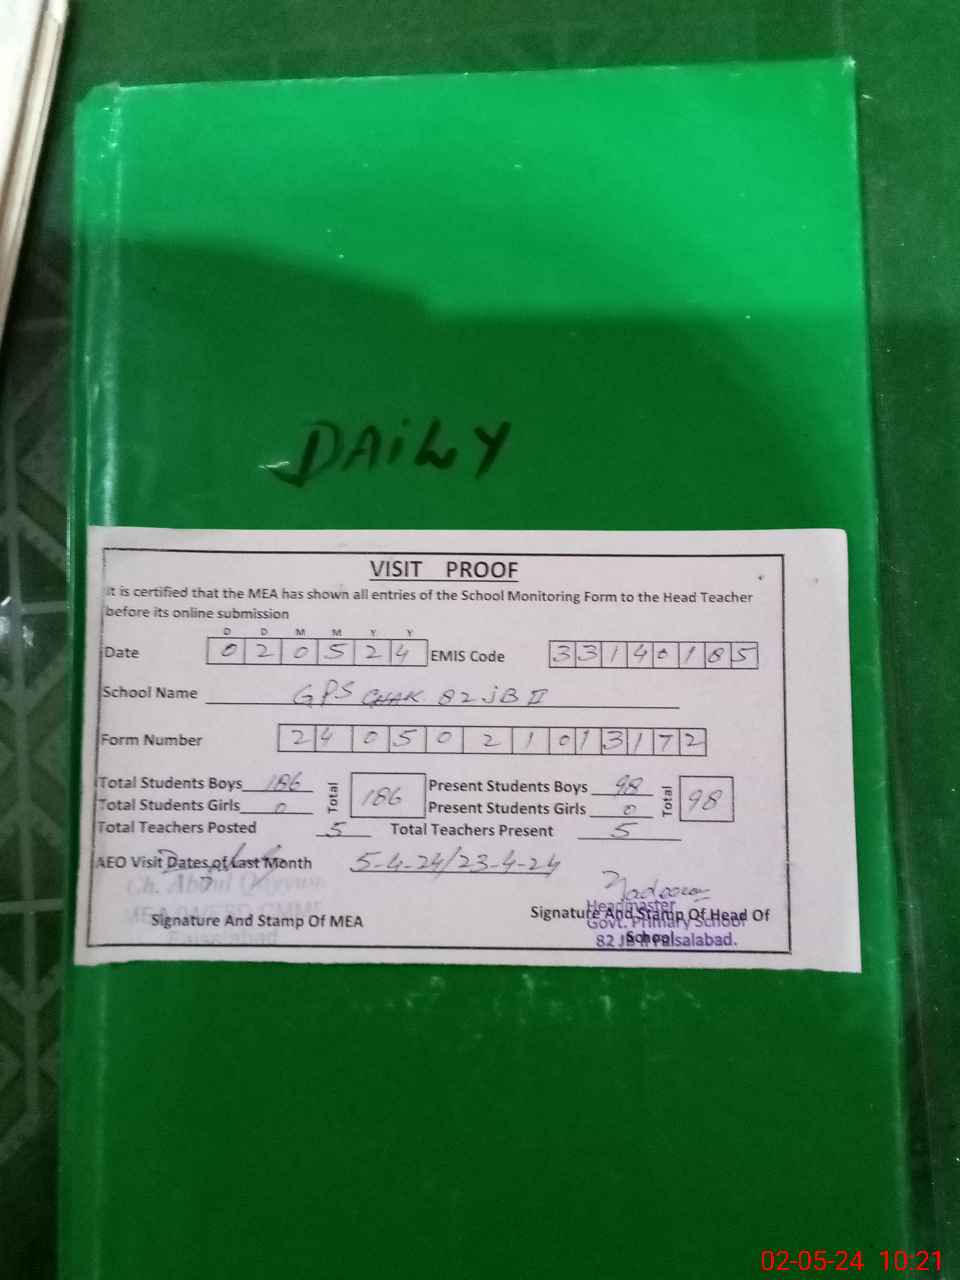 DAILY
VISIT PROOF
It is certified that the MEA has shown all entries of the School Monitoring Form to the Head Teacher
before its online submission
D D M M Y Y
Date 0 2 0 5 2 4 EMIS Code 3 3 1 4 0 1 8 5
School Name GPS CHAK 82 JB II
Form Number 2 4 0 5 0 2 1 0 1 3 1 7 2
Total Students Boys 186 Total 186 Present Students Boys 98 Total 98
Total Students Girls 0 Present Students Girls 0
Total Teachers Posted 5 Total Teachers Present 5
AEO Visit Dates of Last Month 5-4-24/23-4-24
Ch. Abdul Qayyum
Signature And Stamp Of MEA
Faisalabad
Headmaster
Signature And Stamp Of Head Of
Govt. Primary School
School
82 JB II Faisalabad.
02-05-24 10:21